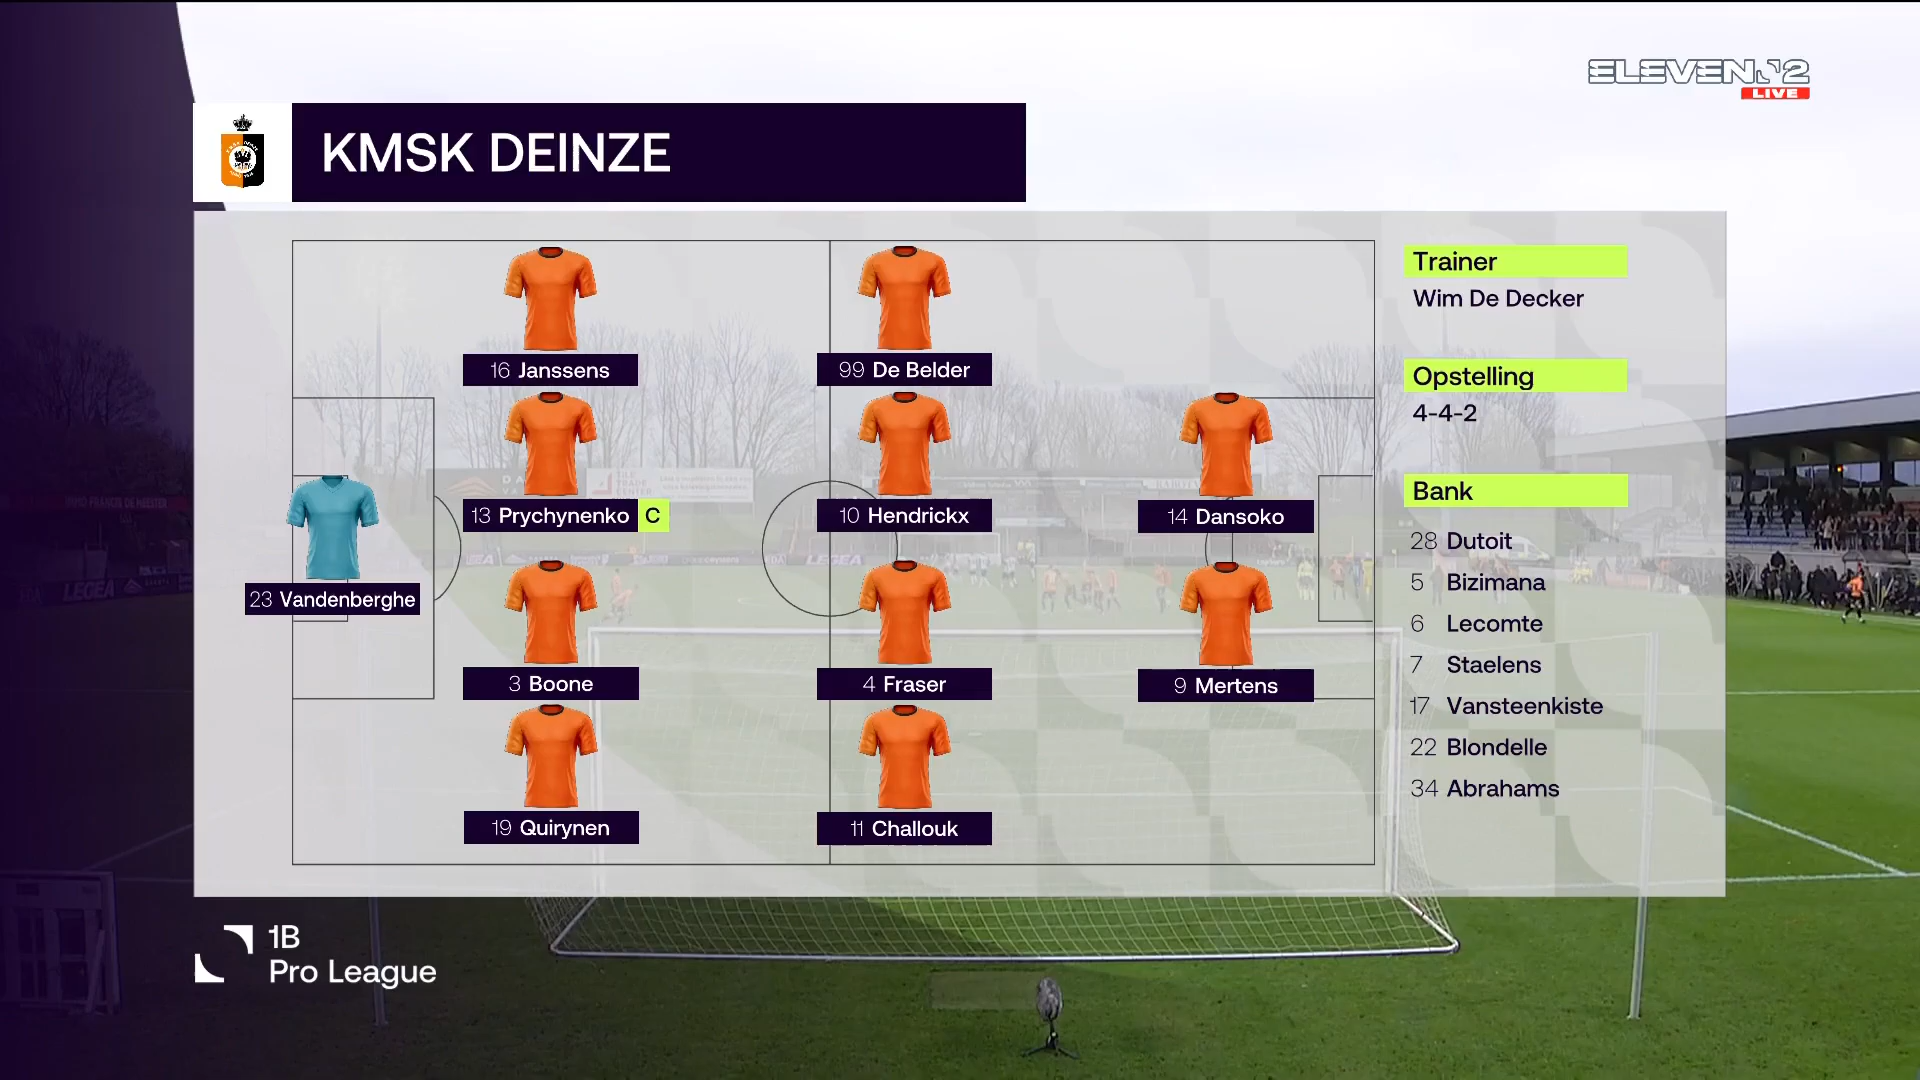 ELEVEN 2
LIVE
KMSK DEINZE
16 Janssens
99 De Belder
13 Prychynenko C
10 Hendrickx
14 Dansoko
23 Vandenberghe
3 Boone
4 Fraser
9 Mertens
19 Quirynen
11 Challouk
Trainer
Wim De Decker
Opstelling
4-4-2
Bank
28 Dutoit
5 Bizimana
6 Lecomte
7 Staelens
17 Vansteenkiste
22 Blondelle
34 Abrahams
LEGEA
LEGEA
1B
Pro League